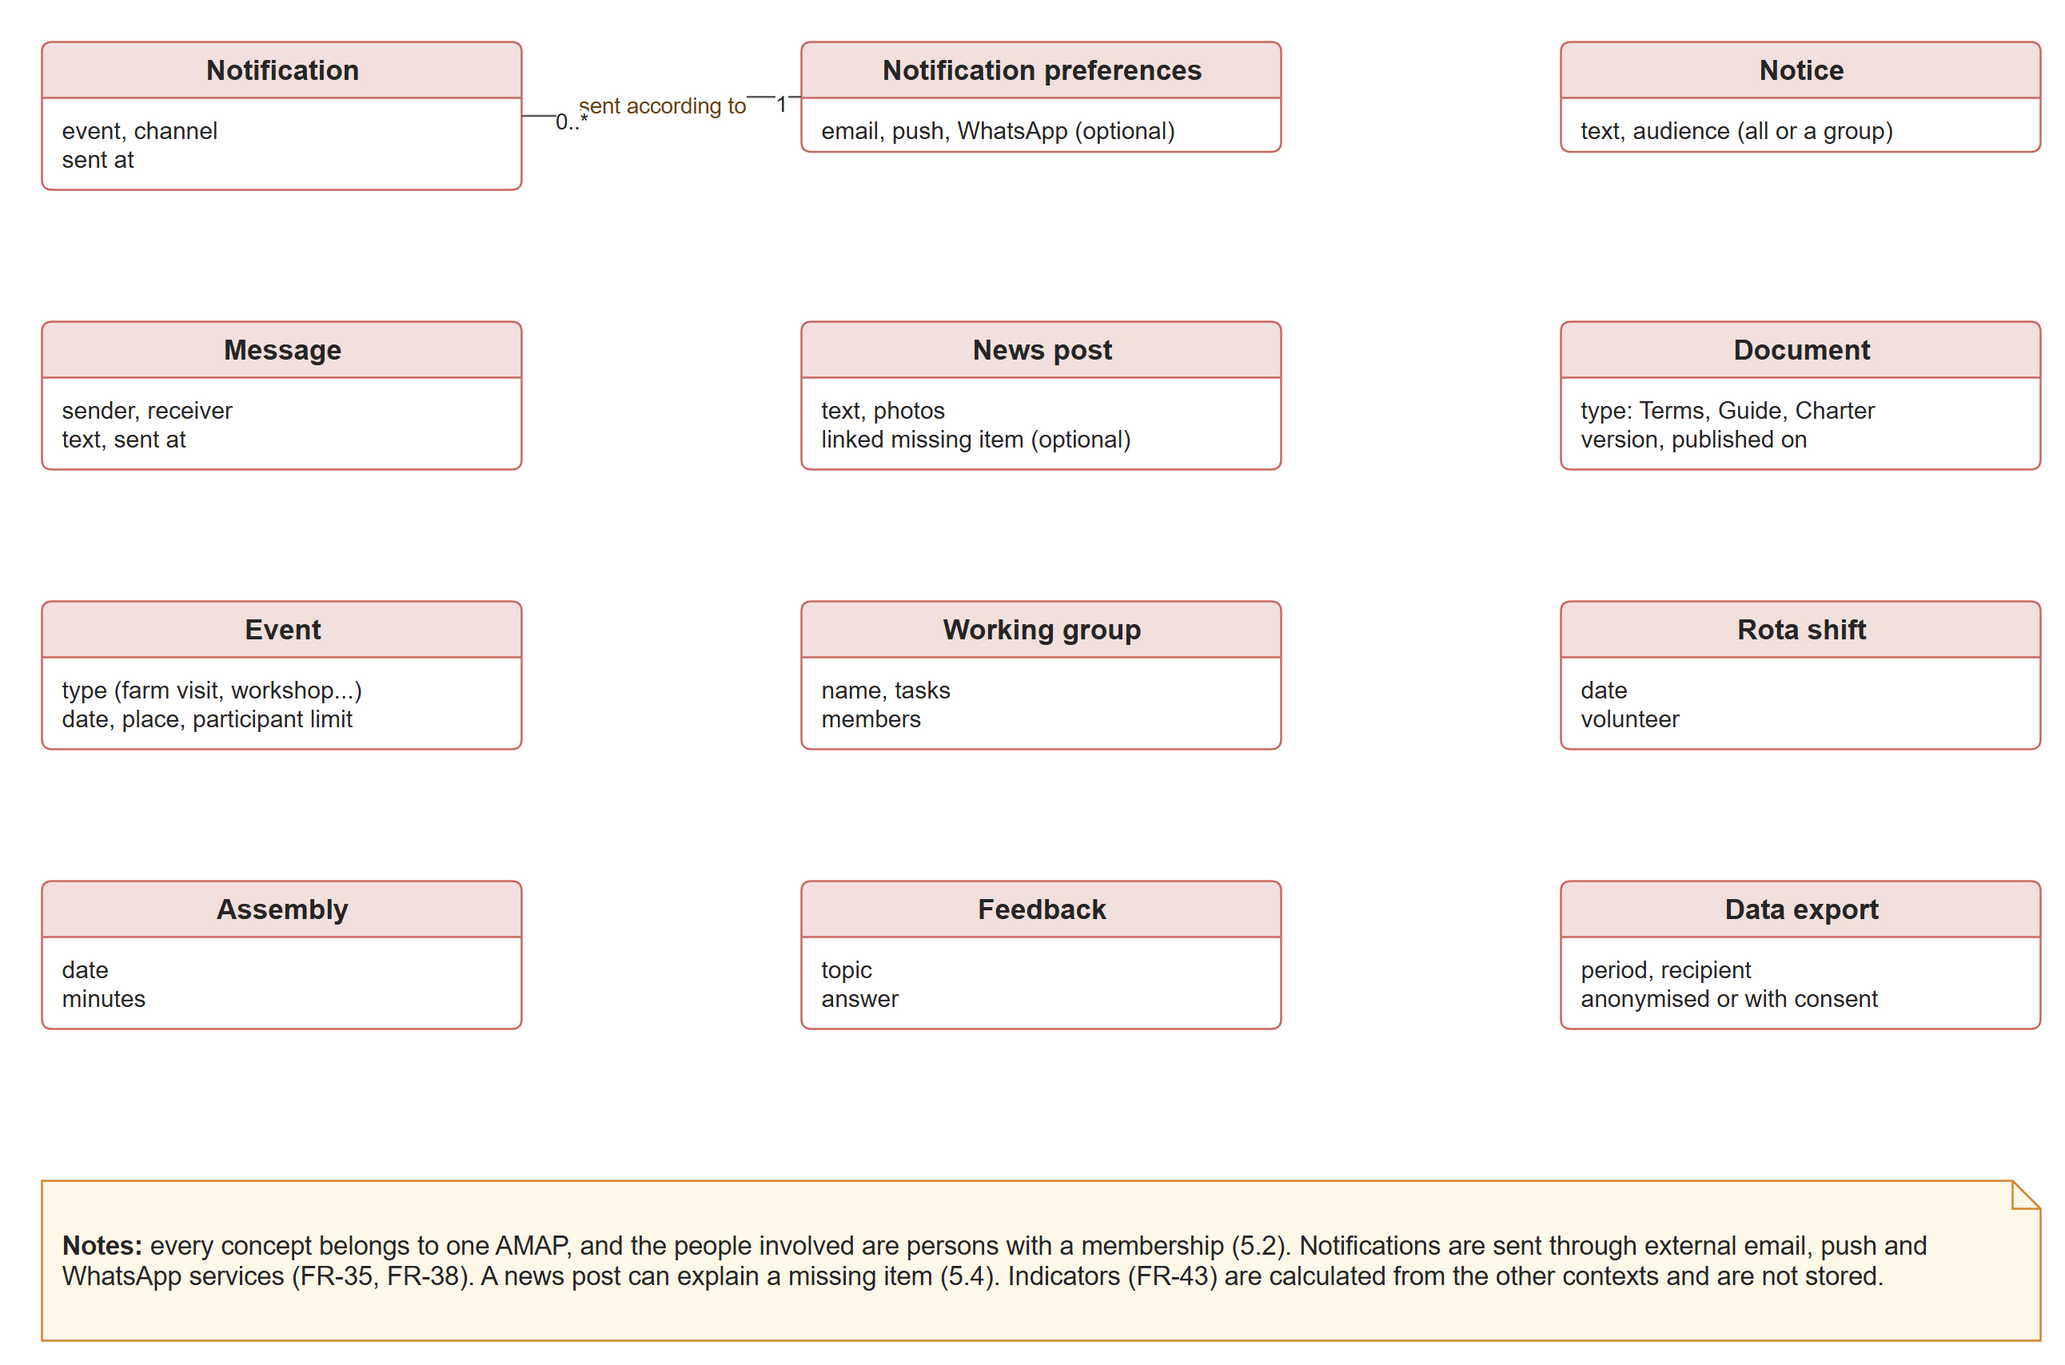 Notification
event, channel
sent at
0..*
sent according to
1
Notification preferences
email, push, WhatsApp (optional)
Notice
text, audience (all or a group)
Message
sender, receiver
text, sent at
News post
text, photos
linked missing item (optional)
Document
type: Terms, Guide, Charter
version, published on
Event
type (farm visit, workshop...)
date, place, participant limit
Working group
name, tasks
members
Rota shift
date
volunteer
Assembly
date
minutes
Feedback
topic
answer
Data export
period, recipient
anonymised or with consent
Notes: every concept belongs to one AMAP, and the people involved are persons with a membership (5.2). Notifications are sent through external email, push and
WhatsApp services (FR-35, FR-38). A news post can explain a missing item (5.4). Indicators (FR-43) are calculated from the other contexts and are not stored.